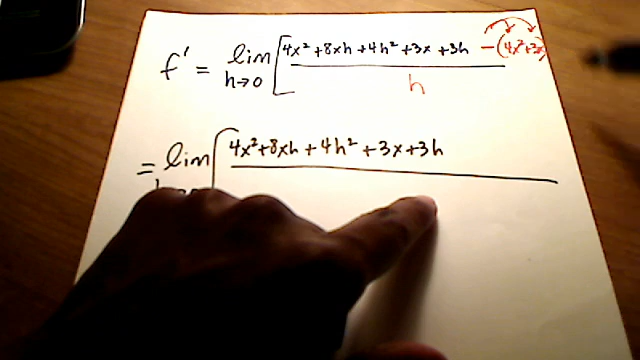 f' = lim h→0 [4x² + 8xh + 4h² + 3x + 3h - (4x² + 3x) / h
= lim [4x² + 8xh + 4h² + 3x + 3h